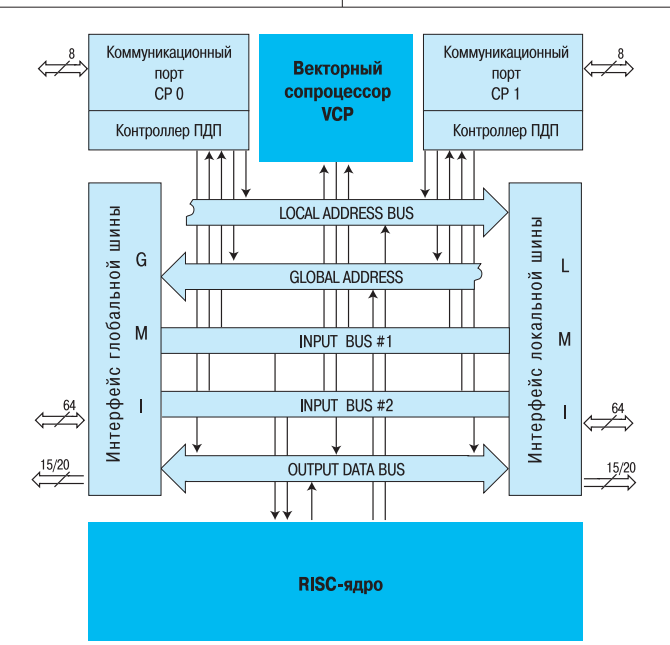 8
Коммуникационный
порт
CP 0
Контроллер ПДП
Векторный
сопроцессор
VCP
Коммуникационный
порт
CP 1
Контроллер ПДП
8
Интерфейс глобальной шины
G
M
I
LOCAL ADDRESS BUS
GLOBAL ADDRESS
INPUT BUS #1
INPUT BUS #2
OUTPUT DATA BUS
Интерфейс локальной шины
L
M
I
64
15/20
64
15/20
RISC-ядро